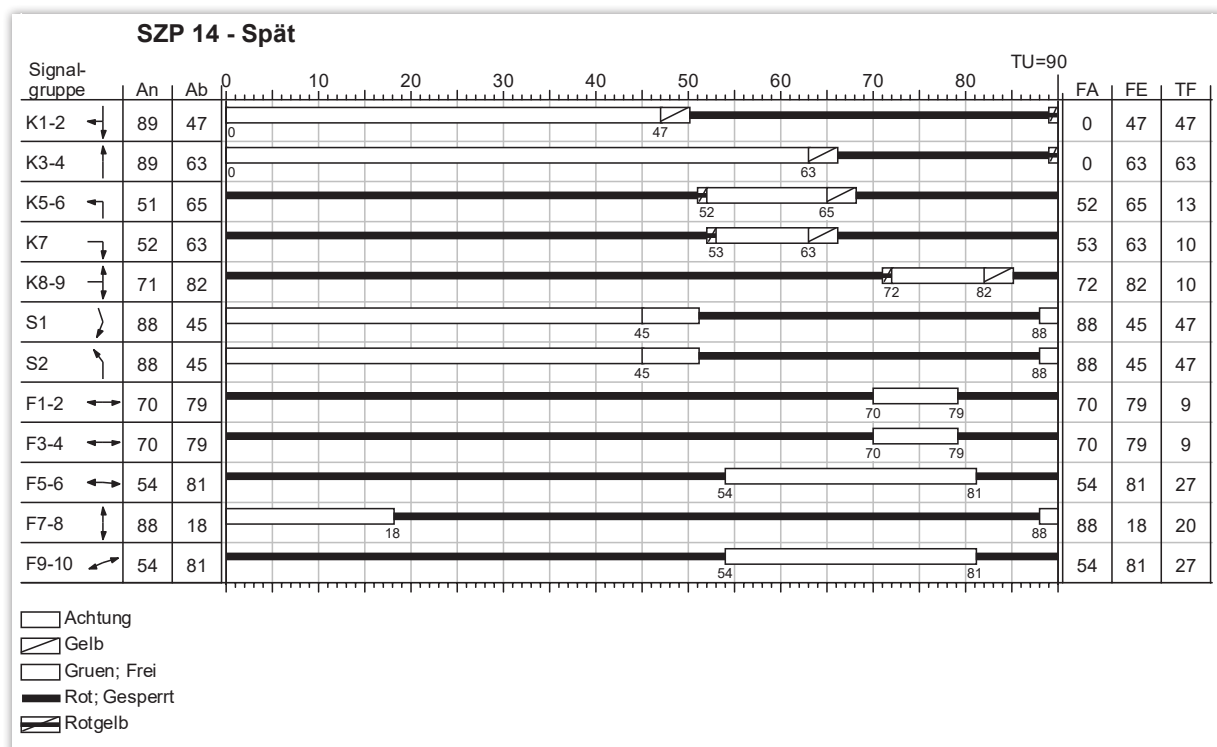 SZP 14 - Spät
TU=90
Signal-
gruppe An Ab 0 10 20 30 40 50 60 70 80 FA FE TF
K1-2 89 47 0 47 0 47 47
K3-4 89 63 0 63 0 63 63
K5-6 51 65 52 65 52 65 13
K7 52 63 53 63 53 63 10
K8-9 71 82 72 82 72 82 10
S1 88 45 45 88 88 45 47
S2 88 45 45 88 88 45 47
F1-2 70 79 70 79 70 79 9
F3-4 70 79 70 79 70 79 9
F5-6 54 81 54 81 54 81 27
F7-8 88 18 18 88 88 18 20
F9-10 54 81 54 81 54 81 27
Achtung
Gelb
Gruen; Frei
Rot; Gesperrt
Rotgelb